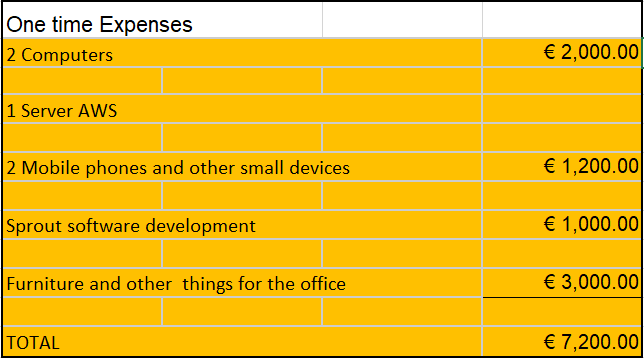 One time Expenses
2 Computers € 2,000.00
1 Server AWS
2 Mobile phones and other small devices € 1,200.00
Sprout software development € 1,000.00
Furniture and other  things for the office € 3,000.00
TOTAL € 7,200.00